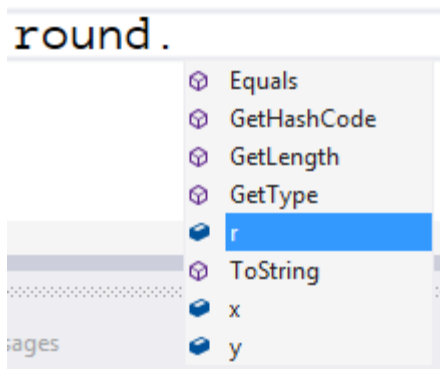 round.
Equals
GetHashCode
GetLength
GetType
r
ToString
x
sages
y